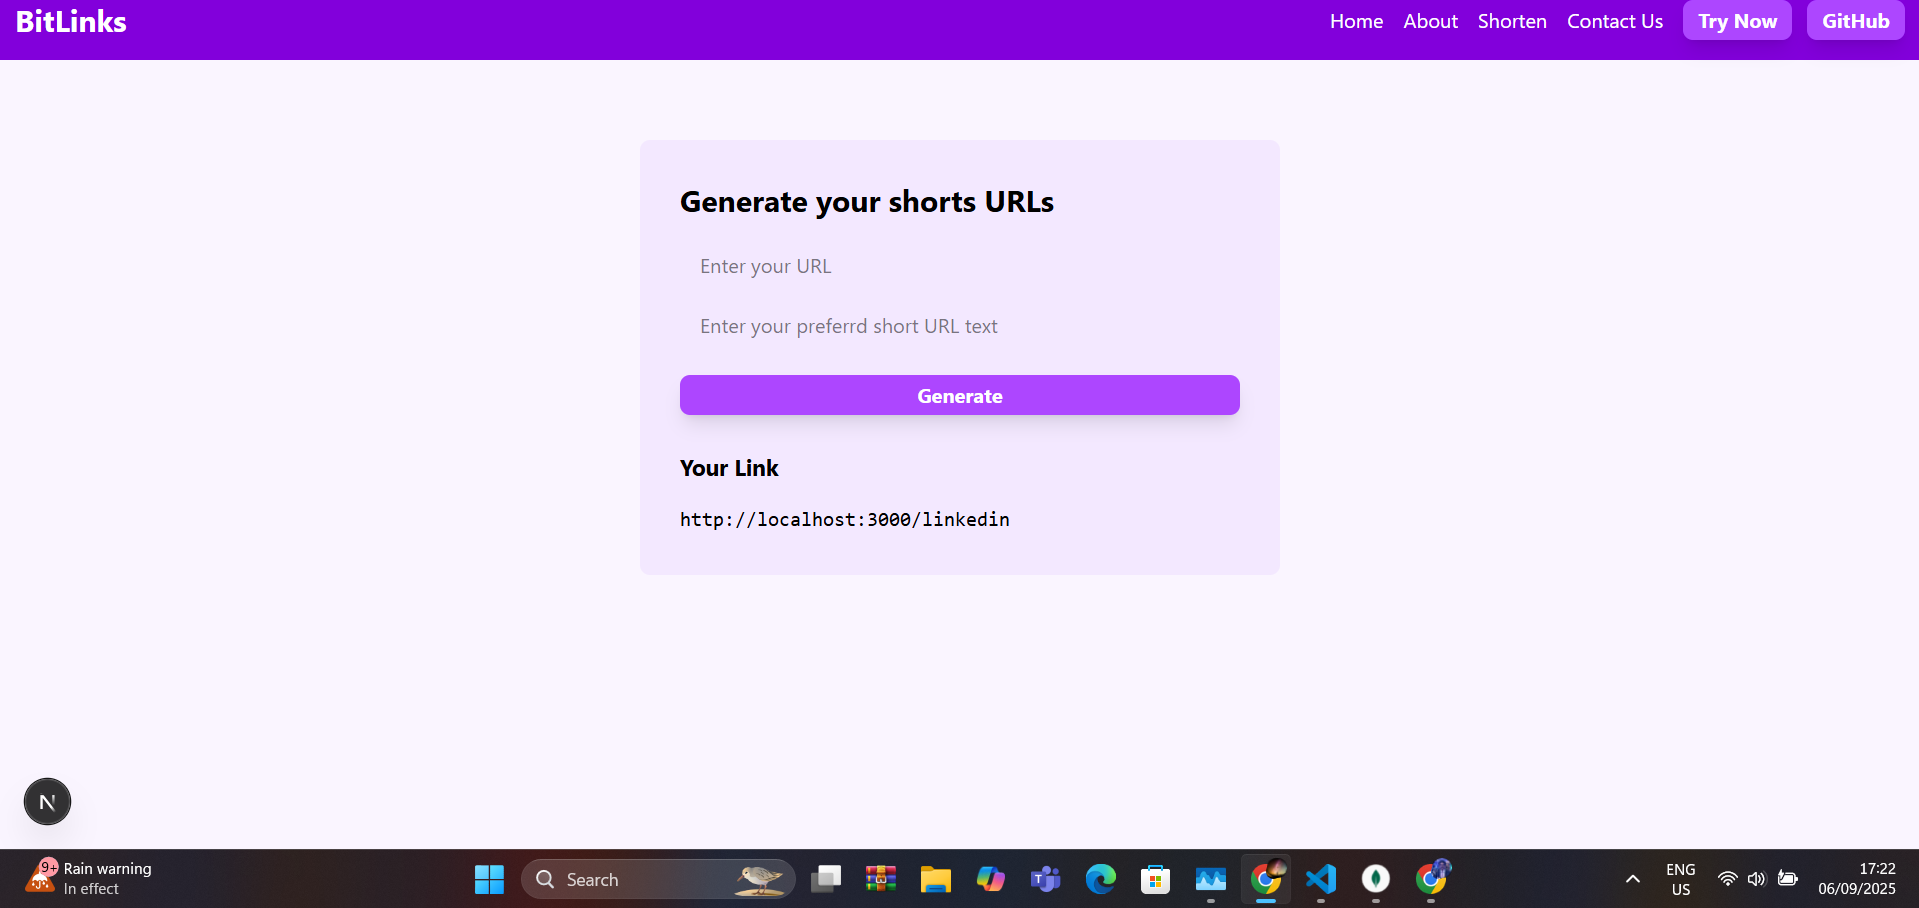 BitLinks
Home About Shorten Contact Us Try Now GitHub
Generate your shorts URLs
Enter your URL
Enter your preferrd short URL text
Generate
Your Link
http://localhost:3000/linkedin
N
9+ Rain warning
In effect
Search
ENG
US
17:22
06/09/2025